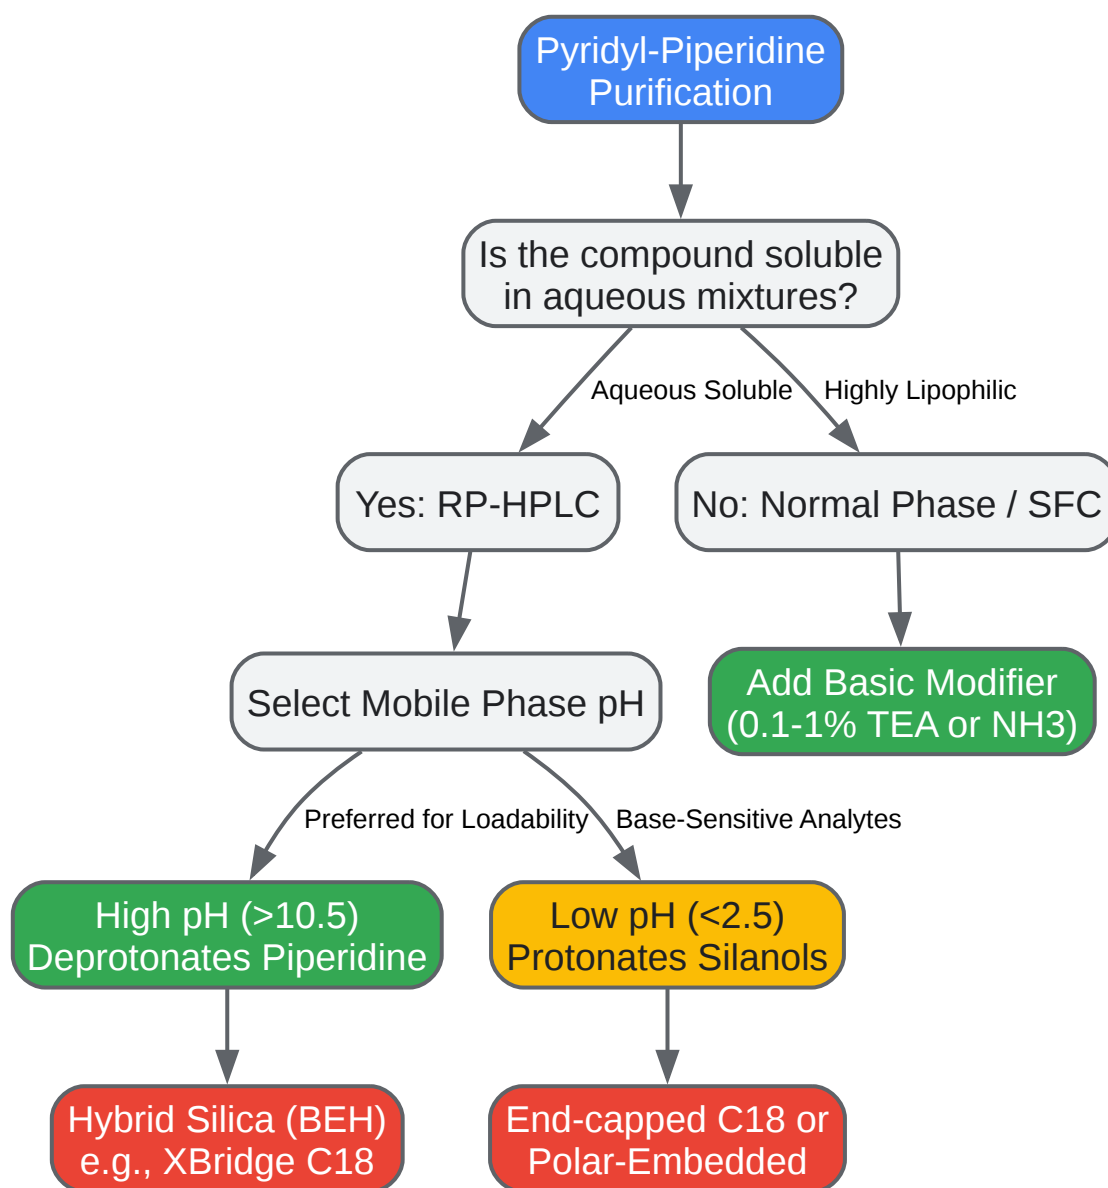 Pyridyl-Piperidine
Purification
Is the compound soluble
in aqueous mixtures?
Aqueous Soluble
Highly Lipophilic
Yes: RP-HPLC
No: Normal Phase / SFC
Select Mobile Phase pH
Add Basic Modifier
(0.1-1% TEA or NH3)
Preferred for Loadability
Base-Sensitive Analytes
High pH (>10.5)
Deprotonates Piperidine
Low pH (<2.5)
Protonates Silanols
Hybrid Silica (BEH)
e.g., XBridge C18
End-capped C18 or
Polar-Embedded